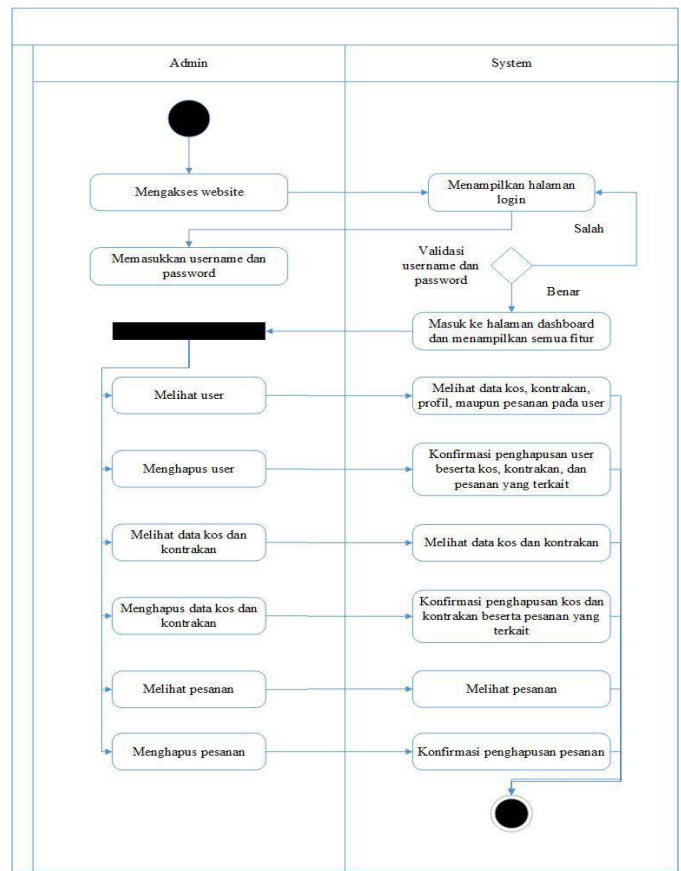 Admin
System
Mengakses website
Menampilkan halaman
login
Salah
Memasukkan username dan
password
Validasi
username dan
password
Benar
Masuk ke halaman dashboard
dan menampilkan semua fitur
Melihat user
Melihat data kos, kontrakan,
profil, maupun pesanan pada user
Menghapus user
Konfirmasi penghapusan user
beserta kos, kontrakan, dan
pesanan yang terkait
Melihat data kos dan
kontrakan
Melihat data kos dan kontrakan
Menghapus data kos dan
kontrakan
Konfirmasi penghapusan kos dan
kontrakan beserta pesanan yang
terkait
Melihat pesanan
Melihat pesanan
Menghapus pesanan
Konfirmasi penghapusan pesanan